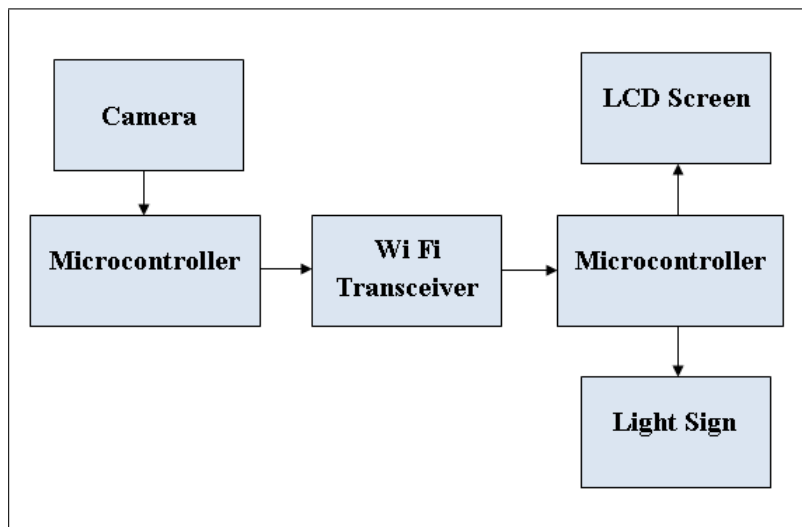 Camera
LCD Screen
Microcontroller
Wi Fi
Transceiver
Microcontroller
Light Sign